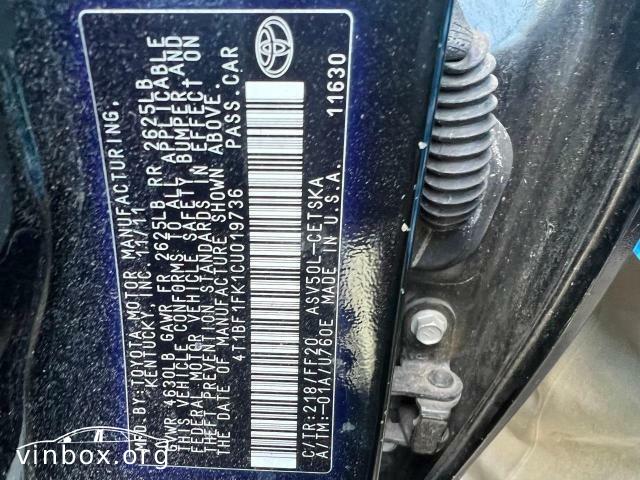 MFD. BY: TOYOTA MOTOR MANUFACTURING,
KENTUCKY, INC. 11/11
GVWR 4630LB GAWR FR 2625LB RR 2625LB
THIS VEHICLE CONFORMS TO ALL APPLICABLE
FEDERAL MOTOR VEHICLE SAFETY, BUMPER, AND
THEFT PREVENTION STANDARDS IN EFFECT ON
THE DATE OF MANUFACTURE SHOWN ABOVE.
4T1BF1FK1CU019736 PASS. CAR
C/TR:218/FF20 ASV50L-CETSKA
A/TM:-01A/U760E MADE IN U.S.A.
11630
vinbox.org